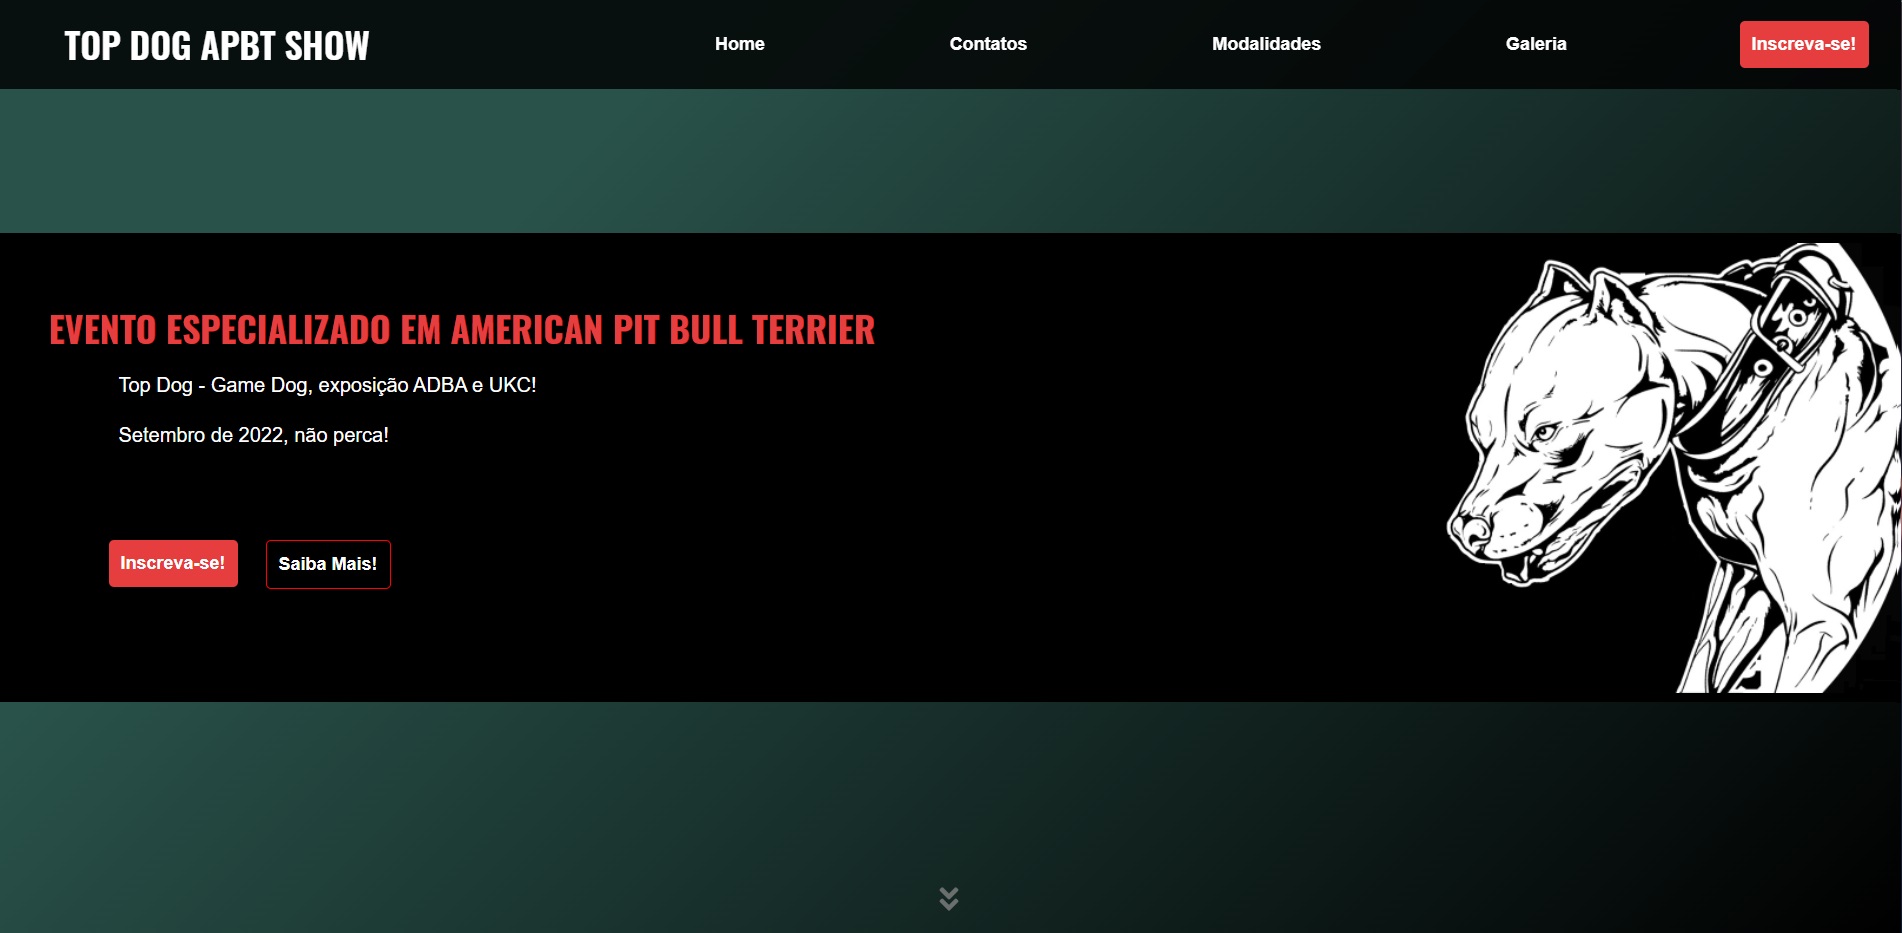 TOP DOG APBT SHOW
Home
Contatos
Modalidades
Galeria
Inscreva-se!
EVENTO ESPECIALIZADO EM AMERICAN PIT BULL TERRIER
Top Dog - Game Dog, exposição ADBA e UKC!
Setembro de 2022, não perca!
Inscreva-se!
Saiba Mais!